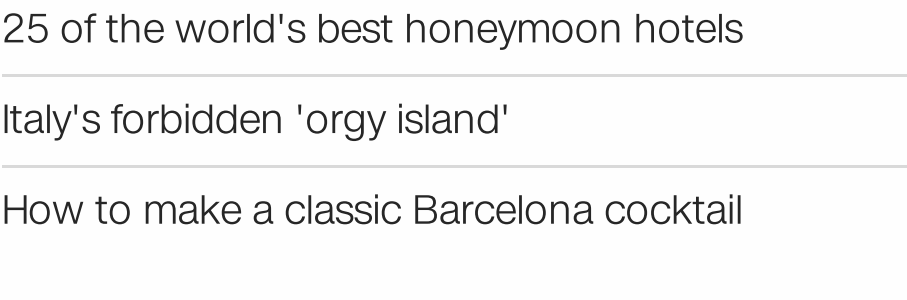 25 of the world's best honeymoon hotels
Italy's forbidden 'orgy island'
How to make a classic Barcelona cocktail